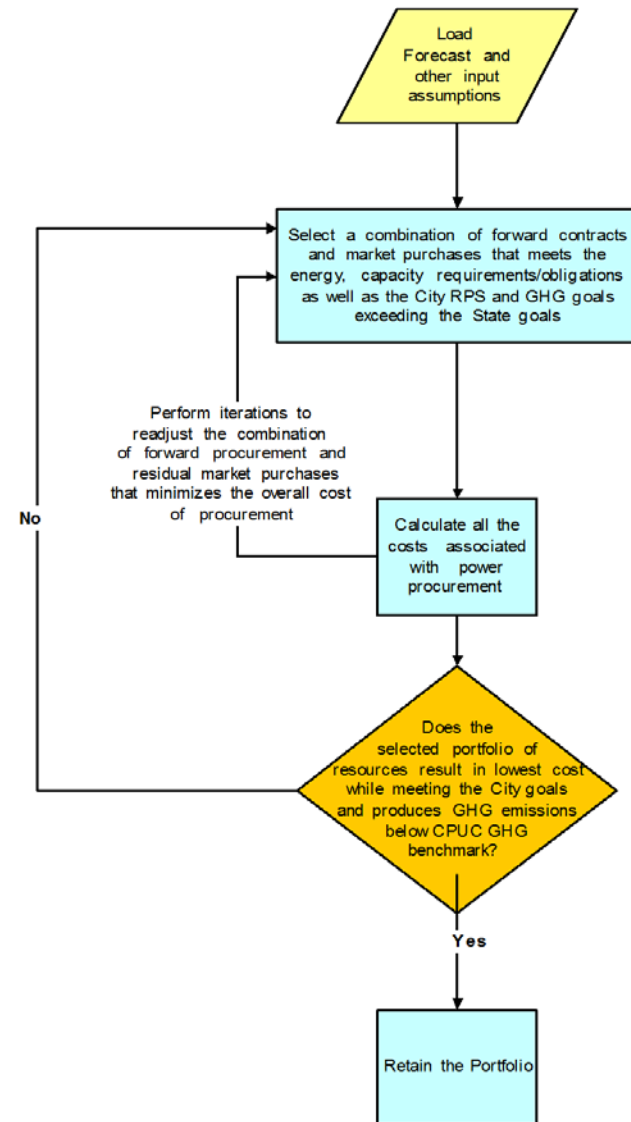 Load
Forecast and
other input
assumptions
Select a combination of forward contracts
and market purchases that meets the
energy, capacity requirements/obligations
as well as the City RPS and GHG goals
exceeding the State goals
Perform iterations to
readjust the combination
of forward procurement and
residual market purchases
that minimizes the overall cost
of procurement
No
Calculate all the
costs associated
with power
procurement
Does the
selected portfolio of
resources result in lowest cost
while meeting the City goals
and produces GHG emissions
below CPUC GHG
benchmark?
Yes
Retain the Portfolio